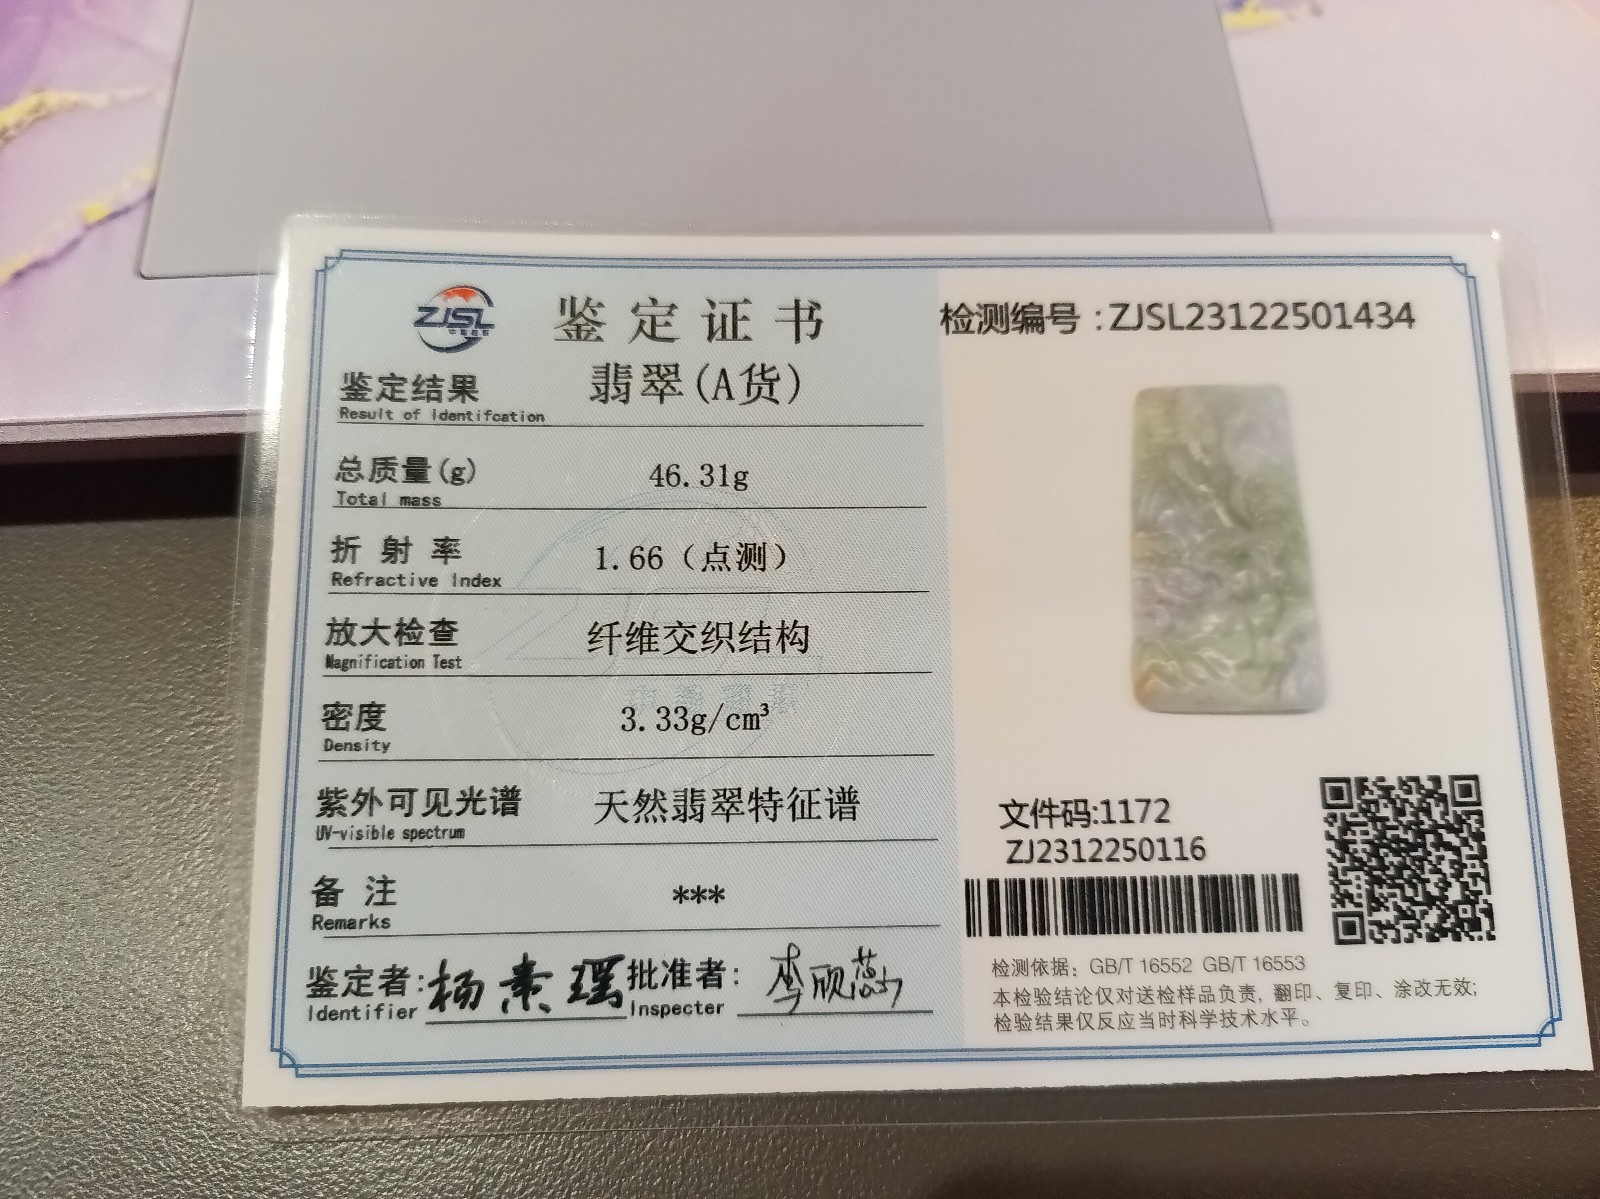 ZJSL
鉴定证书
鉴定结果 翡翠(A货)
Result of Identifcation
总质量(g) 46.31g
Total mass
折射率 1.66（点测）
Refractive Index
放大检查 纤维交织结构
Magnification Test
密度 3.33g/cm³
Density
紫外可见光谱 天然翡翠特征谱
UV-visible spectrum
备注 ***
Remarks
鉴定者: 杨素瑶 批准者:
Identifier Inspecter
检测编号:ZJSL23122501434
文件码:1172
ZJ2312250116
检测依据: GB/T 16552 GB/T 16553
本检验结论仅对送检样品负责, 翻印、复印、涂改无效;
检验结果仅反应当时科学技术水平。